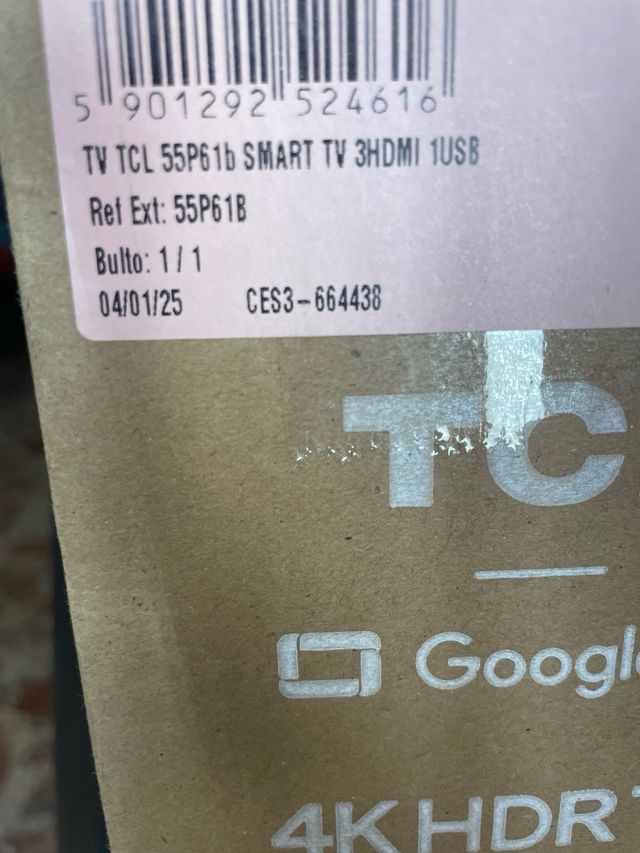 5 901292 524616
TV TCL 55P61b SMART TV 3HDMI 1USB
Ref Ext: 55P61B
Bulto: 1 / 1
04/01/25 CES3-664438
TC
Googl
4K HDR